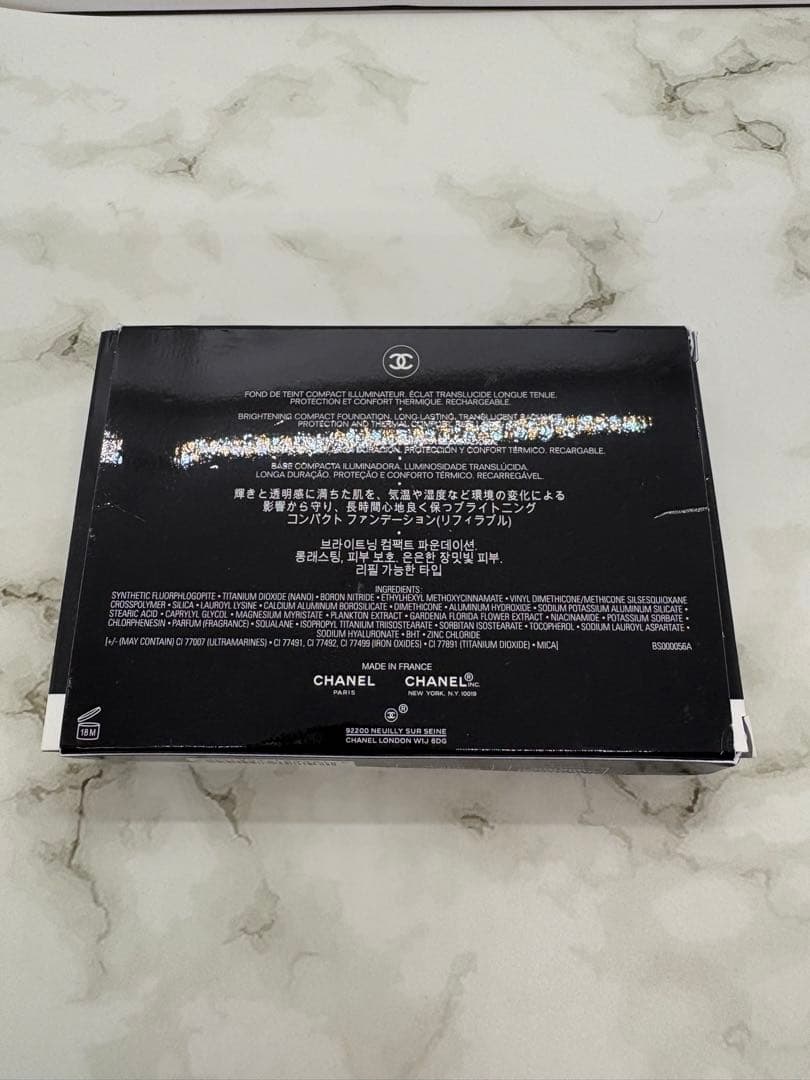 FOND DE TEINT COMPACT ILLUMINATEUR. ÉCLAT TRANSLUCIDE LONGUE TENUE.
PROTECTION ET CONFORT THERMIQUE. RECHARGEABLE.
BRIGHTENING COMPACT FOUNDATION. LONG-LASTING, TRANSLUCENT RADIANCE.
PROTECTION AND THERMAL COMFORT.
DURACIÓN. PROTECCIÓN Y CONFORT TÉRMICO. RECARGABLE.
BASE COMPACTA ILUMINADORA. LUMINOSIDADE TRANSLÚCIDA.
LONGA DURAÇÃO. PROTEÇÃO E CONFORTO TÉRMICO. RECARREGÁVEL.
輝きと透明感に満ちた肌を、気温や湿度など環境の変化による
影響から守り、長時間心地良く保つブライトニング
コンパクト ファンデーション(リフィラブル)
브라이트닝 컴팩트 파운데이션.
롱래스팅, 피부 보호. 은은한 장밋빛 피부.
리필 가능한 타입
INGREDIENTS:
SYNTHETIC FLUORPHLOGOPITE • TITANIUM DIOXIDE (NANO) • BORON NITRIDE • ETHYLHEXYL METHOXYCINNAMATE • VINYL DIMETHICONE/METHICONE SILSESQUIOXANE
CROSSPOLYMER • SILICA • LAUROYL LYSINE • CALCIUM ALUMINUM BOROSILICATE • DIMETHICONE • ALUMINUM HYDROXIDE • SODIUM POTASSIUM ALUMINUM SILICATE •
STEARIC ACID • CAPRYLYL GLYCOL • MAGNESIUM MYRISTATE • PLANKTON EXTRACT • GARDENIA FLORIDA FLOWER EXTRACT • NIACINAMIDE • POTASSIUM SORBATE •
CHLORPHENESIN • PARFUM (FRAGRANCE) • SQUALANE • ISOPROPYL TITANIUM TRIISOSTEARATE • SORBITAN ISOSTEARATE • TOCOPHEROL • SODIUM LAUROYL ASPARTATE •
SODIUM HYALURONATE • BHT • ZINC CHLORIDE
[+/- (MAY CONTAIN) CI 77007 (ULTRAMARINES) • CI 77491, CI 77492, CI 77499 (IRON OXIDES) • CI 77891 (TITANIUM DIOXIDE) • MICA] BS000056A
MADE IN FRANCE
CHANEL CHANEL® INC.
PARIS NEW YORK, N.Y. 10019
®
18 M
92200 NEUILLY SUR SEINE
CHANEL LONDON W1J 6DG